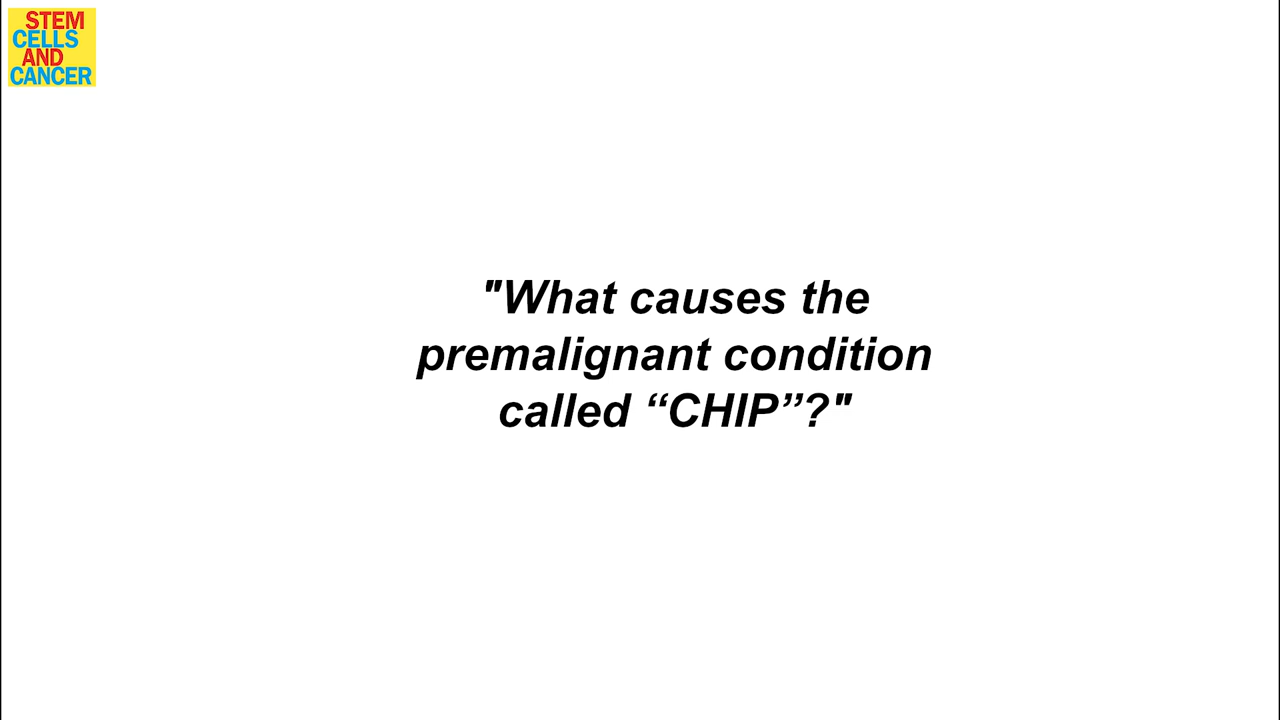 STEM
CELLS
AND
CANCER
"What causes the
premalignant condition
called “CHIP”?"